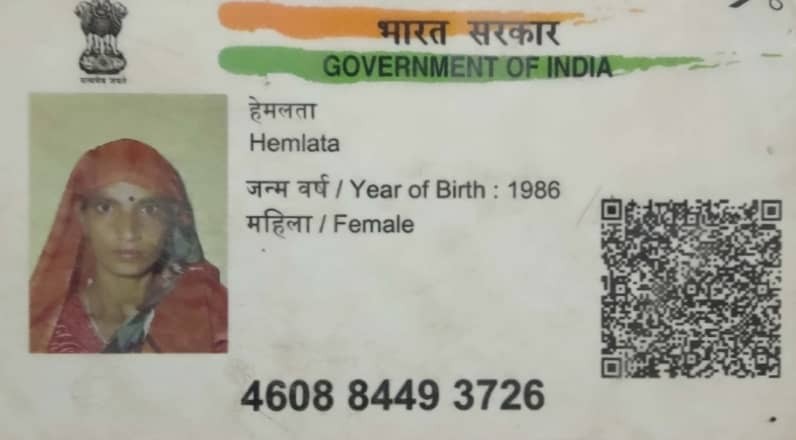 भारत सरकार
GOVERNMENT OF INDIA
सत्यमेव जयते
हेमलता
Hemlata
जन्म वर्ष / Year of Birth : 1986
महिला / Female
4608 8449 3726